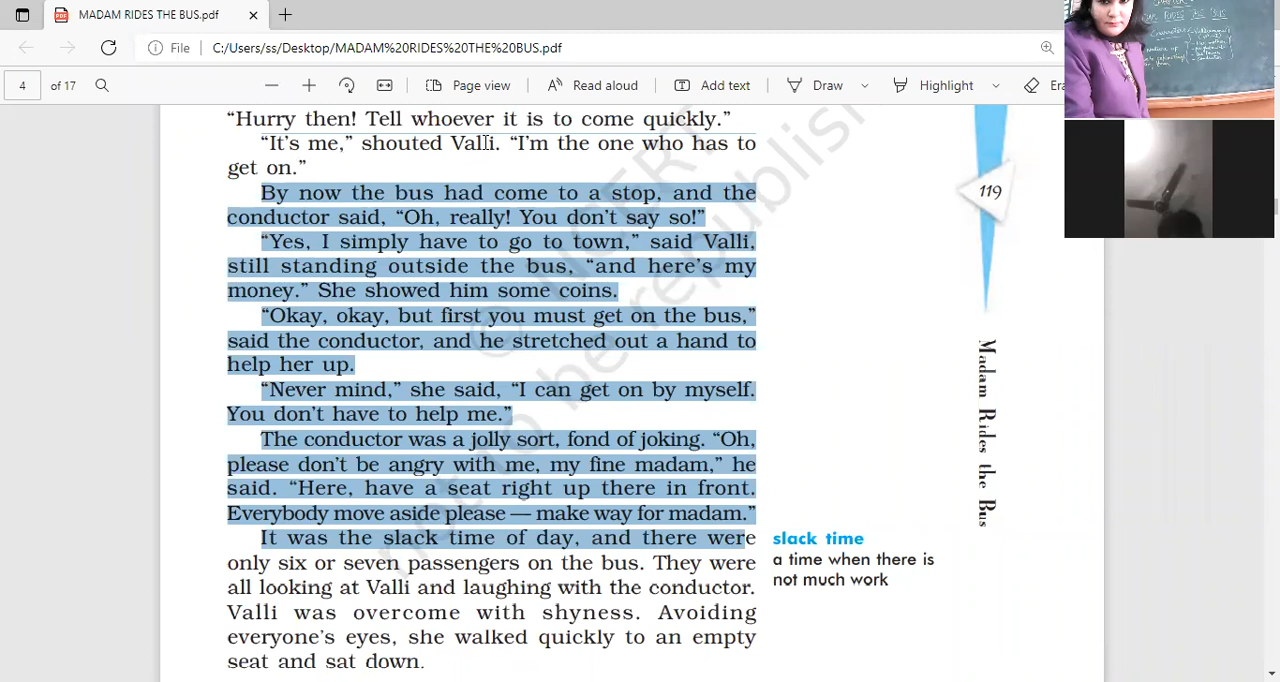 MADAM RIDES THE BUS.pdf
File C:/Users/ss/Desktop/MADAM%20RIDES%20THE%20BUS.pdf
4 of 17 Page view Read aloud Add text Draw Highlight Era
"Hurry then! Tell whoever it is to come quickly."
"It's me," shouted Valli. "I'm the one who has to
get on."
By now the bus had come to a stop, and the
conductor said, "Oh, really! You don't say so!"
"Yes, I simply have to go to town," said Valli,
still standing outside the bus, "and here's my
money." She showed him some coins.
"Okay, okay, but first you must get on the bus,"
said the conductor, and he stretched out a hand to
help her up.
"Never mind," she said, "I can get on by myself.
You don't have to help me."
The conductor was a jolly sort, fond of joking. "Oh,
please don't be angry with me, my fine madam," he
said. "Here, have a seat right up there in front.
Everybody move aside please — make way for madam."
It was the slack time of day, and there were
only six or seven passengers on the bus. They were
all looking at Valli and laughing with the conductor.
Valli was overcome with shyness. Avoiding
everyone's eyes, she walked quickly to an empty
seat and sat down.
slack time
a time when there is
not much work
119
Madam Rides the Bus
© NCERT
not to be republish